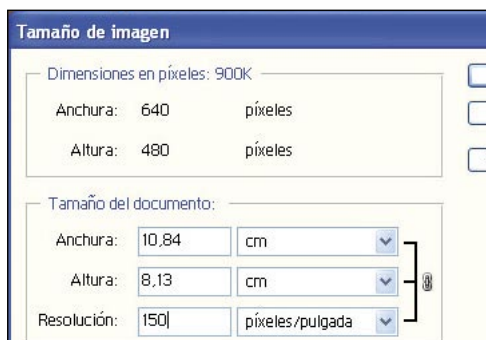 Tamaño de imagen
Dimensiones en píxeles: 900K
Anchura: 640 píxeles
Altura: 480 píxeles
Tamaño del documento:
Anchura: 10,84 cm
Altura: 8,13 cm
Resolución: 150 píxeles/pulgada